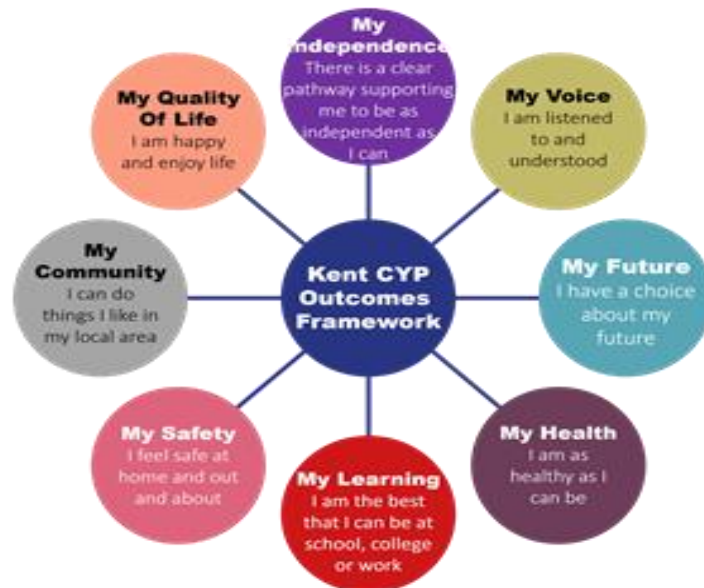 My
Independence
There is a clear
pathway supporting
me to be as
independent as
I can
My Voice
I am listened
to and
understood
My Future
I have a choice
about my
future
My Health
I am as
healthy as I
can be
My Learning
I am the best
that I can be at
school, college
or work
My Safety
I feel safe at
home and out
and about
My
Community
I can do
things I like in
my local area
My Quality
Of Life
I am happy
and enjoy life
Kent CYP
Outcomes
Framework